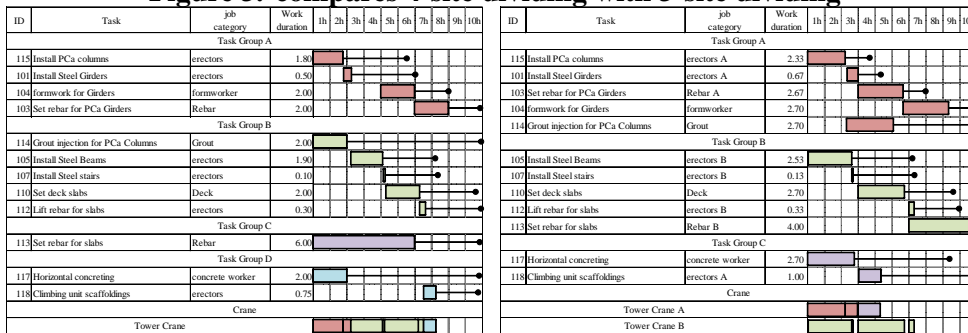 Figure 5: compares 4-site dividing with 3-site dividing
ID Task job category Work duration 1h 2h 3h 4h 5h 6h 7h 8h 9h 10h
Task Group A
115 Install PCa columns erectors 1.80
101 Install Steel Girders erectors 0.50
104 formwork for Girders formworker 2.00
103 Set rebar for PCa Girders Rebar 2.00
Task Group B
114 Grout injection for PCa Columns Grout 2.00
105 Install Steel Beams erectors 1.90
107 Install Steel stairs erectors 0.10
110 Set deck slabs Deck 2.00
112 Lift rebar for slabs erectors 0.30
Task Group C
113 Set rebar for slabs Rebar 6.00
Task Group D
117 Horizontal concreting concrete worker 2.00
118 Climbing unit scaffoldings erectors 0.75
Crane
Tower Crane
ID Task job category Work duration 1h 2h 3h 4h 5h 6h 7h 8h 9h 10
Task Group A
115 Install PCa columns erectors A 2.33
101 Install Steel Girders erectors A 0.67
103 Set rebar for PCa Girders Rebar A 2.67
104 formwork for Girders formworker 2.70
114 Grout injection for PCa Columns Grout 2.70
Task Group B
105 Install Steel Beams erectors B 2.53
107 Install Steel stairs erectors B 0.13
110 Set deck slabs Deck 2.70
112 Lift rebar for slabs erectors B 0.33
113 Set rebar for slabs Rebar B 4.00
Task Group C
117 Horizontal concreting concrete worker 2.70
118 Climbing unit scaffoldings erectors A 1.00
Crane
Tower Crane A
Tower Crane B